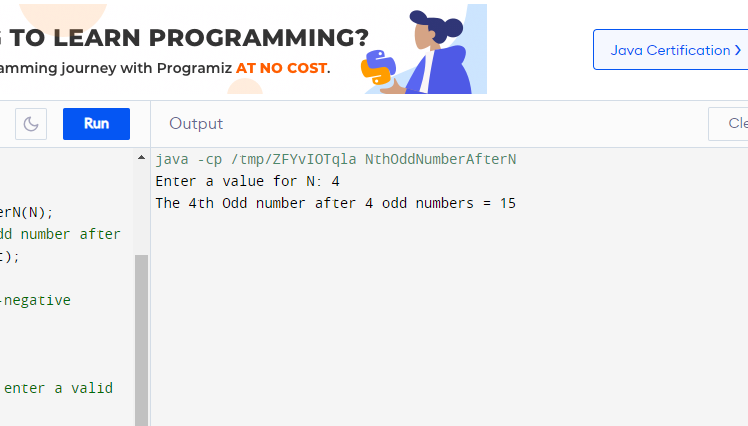 G TO LEARN PROGRAMMING?
amming journey with Programiz AT NO COST.
Java Certification
Run
Output
Cle
java -cp /tmp/ZFYvIOTqla NthOddNumberAfterN
Enter a value for N: 4
The 4th Odd number after 4 odd numbers = 15
erN(N);
dd number after
t);
-negative
enter a valid